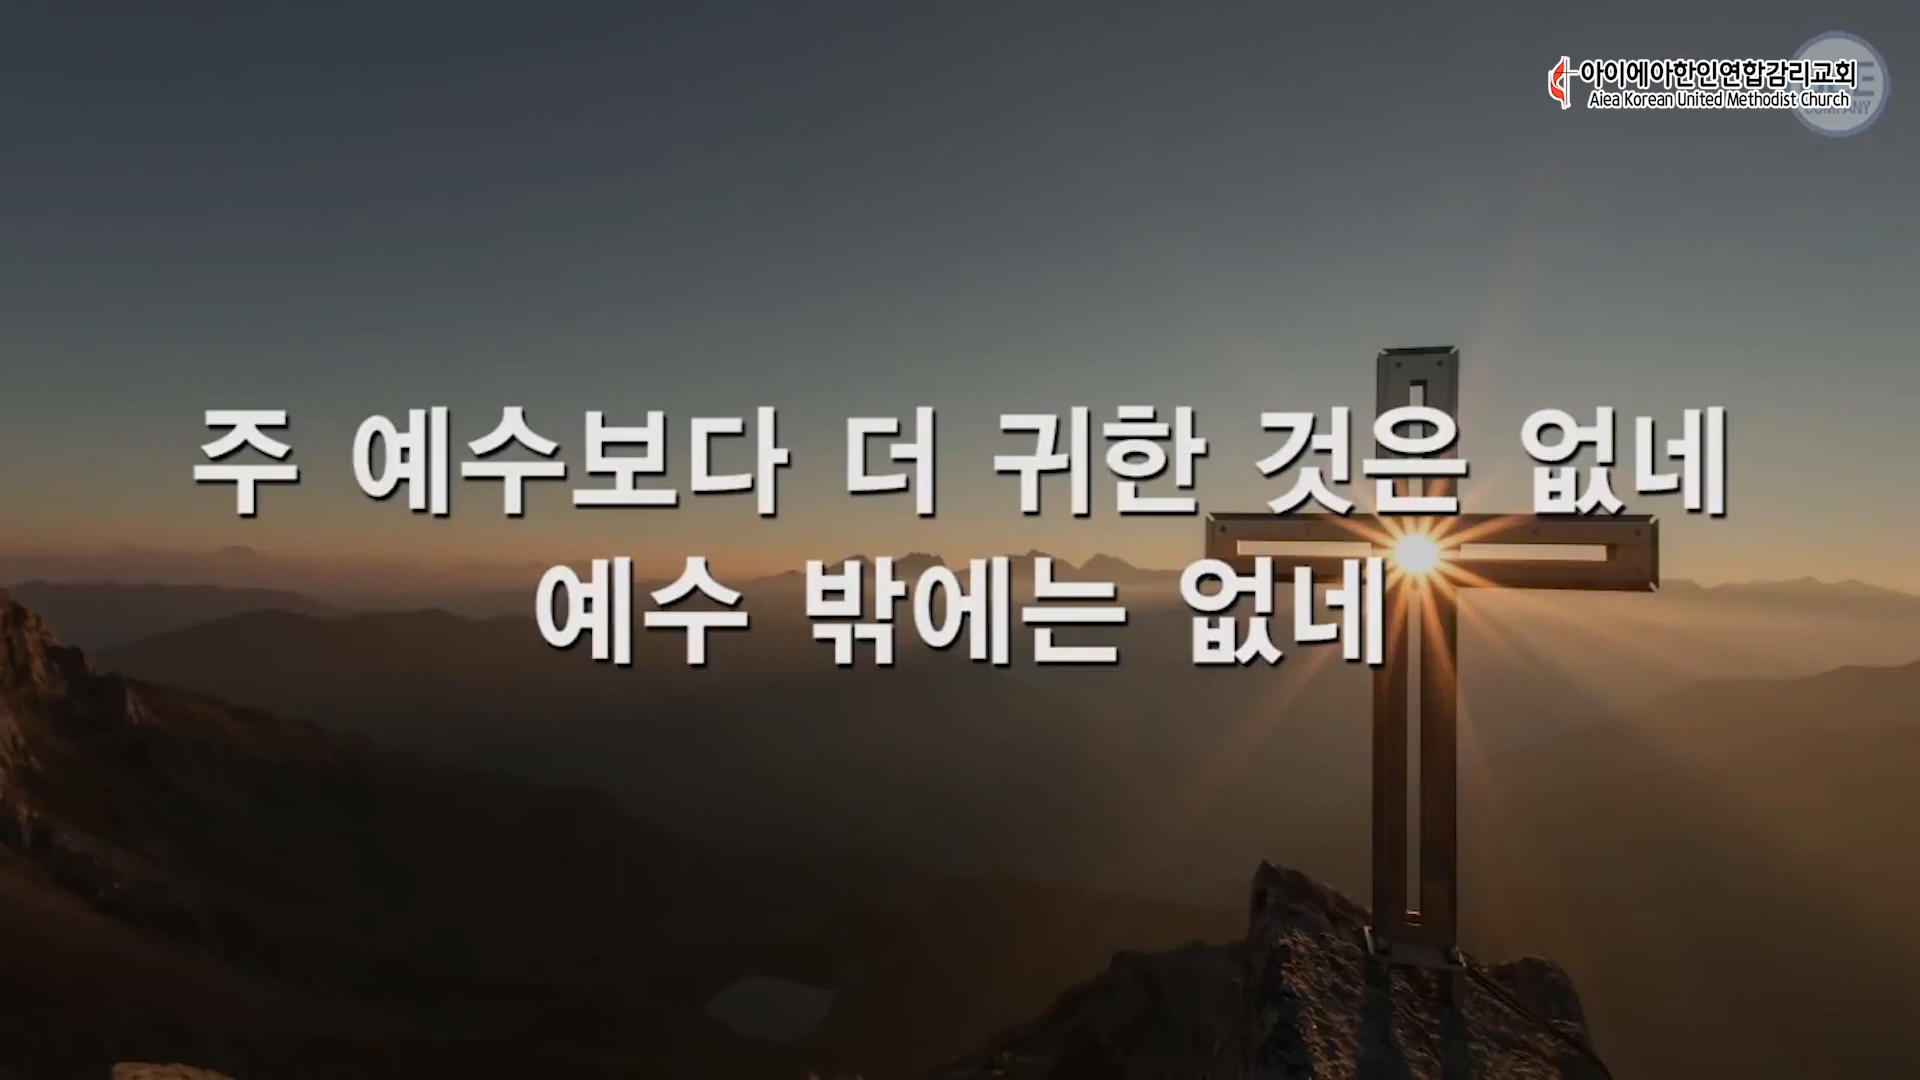 아이에아한인연합감리교회
Aiea Korean United Methodist Church
COMPANY
주 예수보다 더 귀한 것은 없네
예수 밖에는 없네